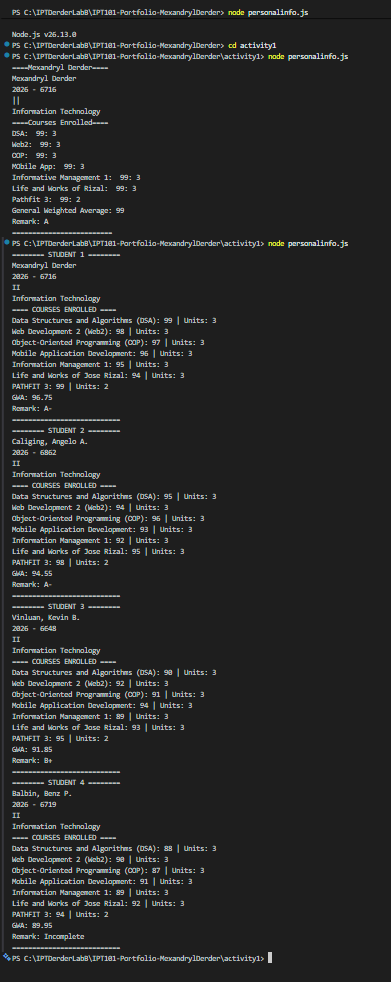 PS C:\IPTDerderLabB\IPT101-Portfolio-MexandrylDerder> node personalinfo.js
Node.js v26.13.0
PS C:\IPTDerderLabB\IPT101-Portfolio-MexandrylDerder> cd activity1
PS C:\IPTDerderLabB\IPT101-Portfolio-MexandrylDerder\activity1> node personalinfo.js
====Mexandryl Derder====
Mexandryl Derder
2026 - 6716
||
Information Technology
====Courses Enrolled====
DSA:  99: 3
Web2:  99: 3
OOP:  99: 3
MObile App:  99: 3
Informative Management 1:  99: 3
Life and Works of Rizal:  99: 3
Pathfit 3:  99: 2
General Weighted Average: 99
Remark: A
=========================
PS C:\IPTDerderLabB\IPT101-Portfolio-MexandrylDerder\activity1> node personalinfo.js
======== STUDENT 1 ========
Mexandryl Derder
2026 - 6716
II
Information Technology
==== COURSES ENROLLED ====
Data Structures and Algorithms (DSA): 99 | Units: 3
Web Development 2 (Web2): 98 | Units: 3
Object-Oriented Programming (OOP): 97 | Units: 3
Mobile Application Development: 96 | Units: 3
Information Management 1: 95 | Units: 3
Life and Works of Jose Rizal: 94 | Units: 3
PATHFIT 3: 99 | Units: 2
GWA: 96.75
Remark: A-
===========================
======== STUDENT 2 ========
Caliging, Angelo A.
2026 - 6862
II
Information Technology
==== COURSES ENROLLED ====
Data Structures and Algorithms (DSA): 95 | Units: 3
Web Development 2 (Web2): 94 | Units: 3
Object-Oriented Programming (OOP): 96 | Units: 3
Mobile Application Development: 93 | Units: 3
Information Management 1: 92 | Units: 3
Life and Works of Jose Rizal: 95 | Units: 3
PATHFIT 3: 98 | Units: 2
GWA: 94.55
Remark: A-
===========================
======== STUDENT 3 ========
Vinluan, Kevin B.
2026 - 6648
II
Information Technology
==== COURSES ENROLLED ====
Data Structures and Algorithms (DSA): 90 | Units: 3
Web Development 2 (Web2): 92 | Units: 3
Object-Oriented Programming (OOP): 91 | Units: 3
Mobile Application Development: 94 | Units: 3
Information Management 1: 89 | Units: 3
Life and Works of Jose Rizal: 93 | Units: 3
PATHFIT 3: 95 | Units: 2
GWA: 91.85
Remark: B+
===========================
======== STUDENT 4 ========
Balbin, Benz P.
2026 - 6719
II
Information Technology
==== COURSES ENROLLED ====
Data Structures and Algorithms (DSA): 88 | Units: 3
Web Development 2 (Web2): 90 | Units: 3
Object-Oriented Programming (OOP): 87 | Units: 3
Mobile Application Development: 91 | Units: 3
Information Management 1: 89 | Units: 3
Life and Works of Jose Rizal: 92 | Units: 3
PATHFIT 3: 94 | Units: 2
GWA: 89.95
Remark: Incomplete
===========================
PS C:\IPTDerderLabB\IPT101-Portfolio-MexandrylDerder\activity1>